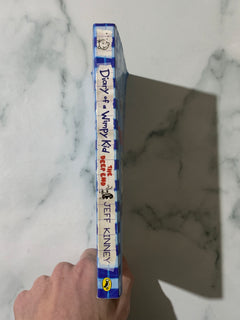 Diary of a Wimpy Kid
THE
DEEP END
JEFF KINNEY